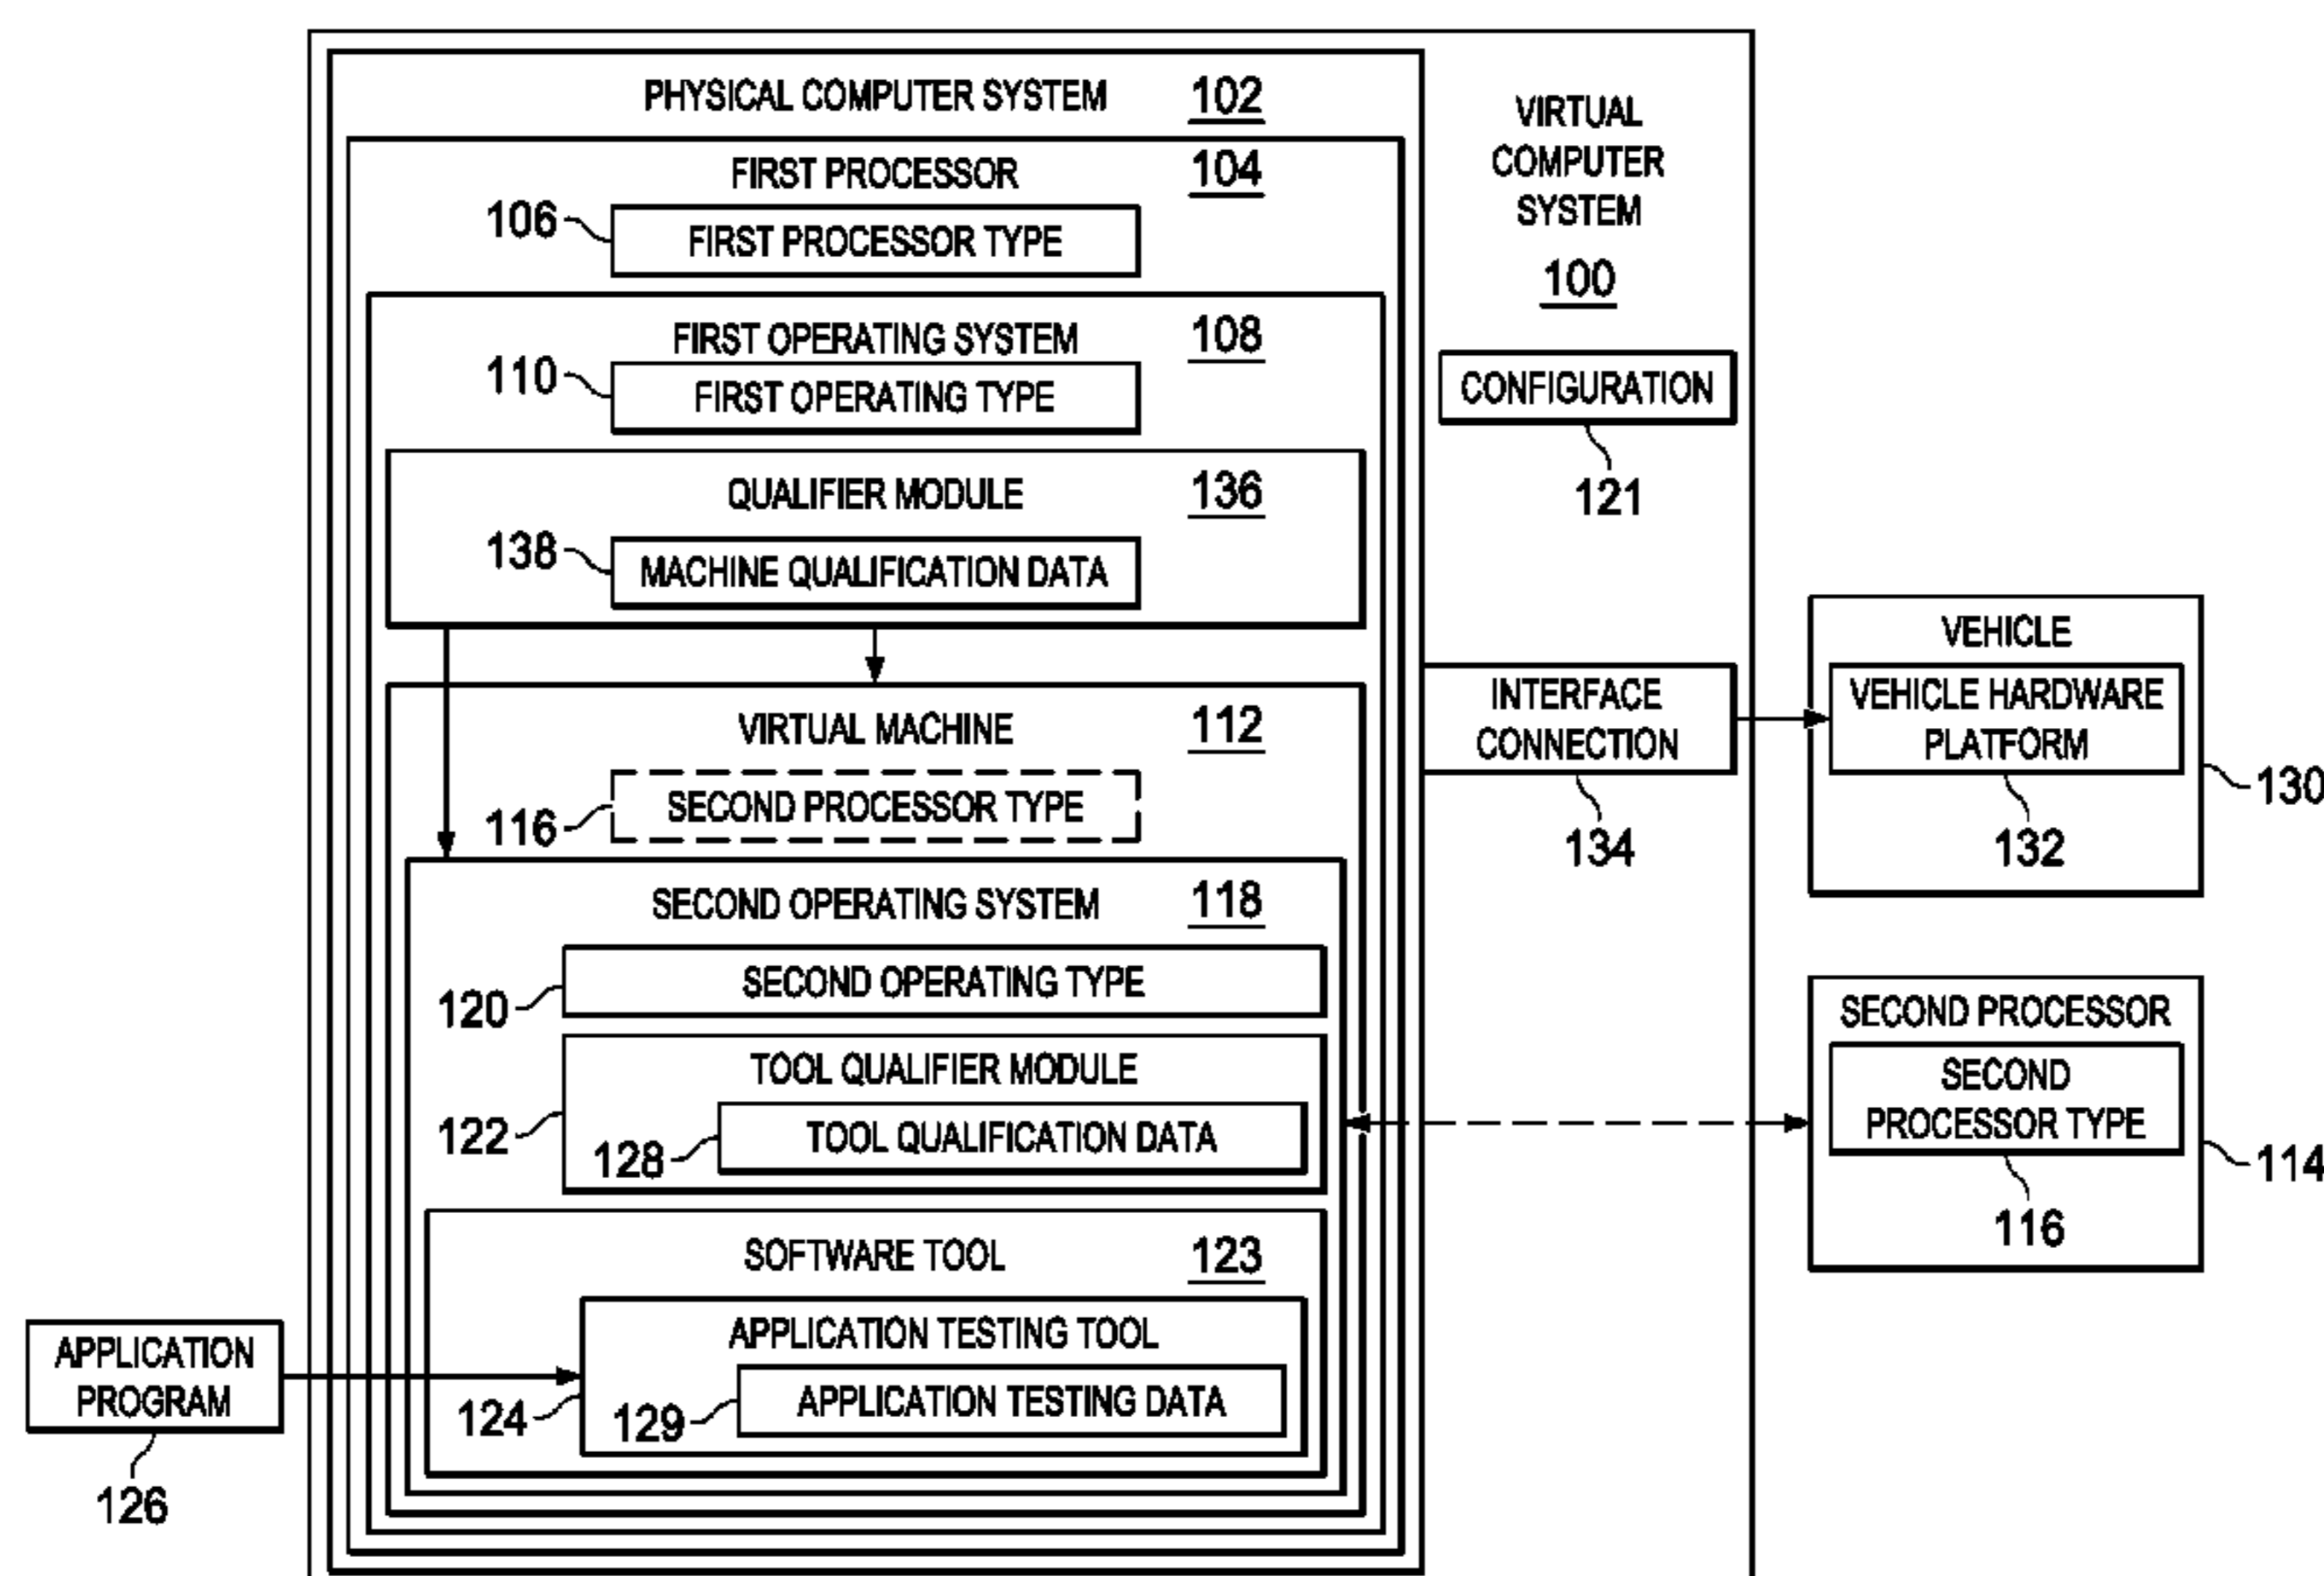 PHYSICAL COMPUTER SYSTEM 102
FIRST PROCESSOR 104
106
FIRST PROCESSOR TYPE
FIRST OPERATING SYSTEM 108
110
FIRST OPERATING TYPE
QUALIFIER MODULE 136
138
MACHINE QUALIFICATION DATA
VIRTUAL MACHINE 112
116
SECOND PROCESSOR TYPE
SECOND OPERATING SYSTEM 118
120
SECOND OPERATING TYPE
TOOL QUALIFIER MODULE
122
128
TOOL QUALIFICATION DATA
SOFTWARE TOOL 123
APPLICATION TESTING TOOL
124
129
APPLICATION TESTING DATA
APPLICATION
PROGRAM
126
VIRTUAL
COMPUTER
SYSTEM
100
CONFIGURATION
121
INTERFACE
CONNECTION
134
VEHICLE
VEHICLE HARDWARE
PLATFORM
130
132
SECOND PROCESSOR
SECOND
PROCESSOR TYPE
114
116